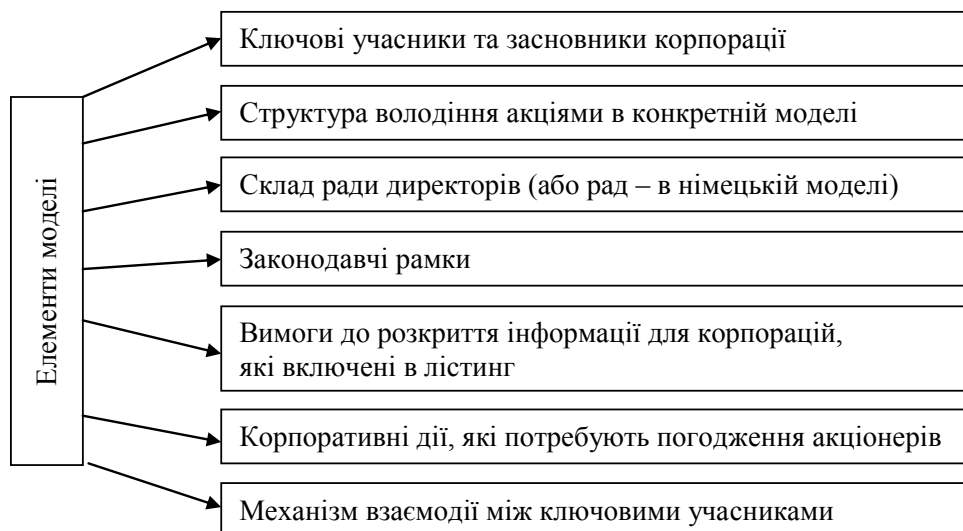 Елементи моделі
Ключові учасники та засновники корпорації
Структура володіння акціями в конкретній моделі
Склад ради директорів (або рад – в німецькій моделі)
Законодавчі рамки
Вимоги до розкриття інформації для корпорацій,
які включені в лістинг
Корпоративні дії, які потребують погодження акціонерів
Механізм взаємодії між ключовими учасниками